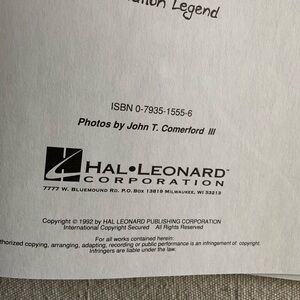 Legend
ISBN 0-7935-1555-6
Photos by John T. Comerford III
HAL•LEONARD™
CORPORATION
7777 W. BLUEMOUND RD. P.O. BOX 13819 MILWAUKEE, WI 53213
Copyright © 1992 by HAL LEONARD PUBLISHING CORPORATION
International Copyright Secured All Rights Reserved
For all works contained herein:
thorized copying, arranging, adapting, recording or public performance is an infringement of copyright.
Infringers are liable under the law.